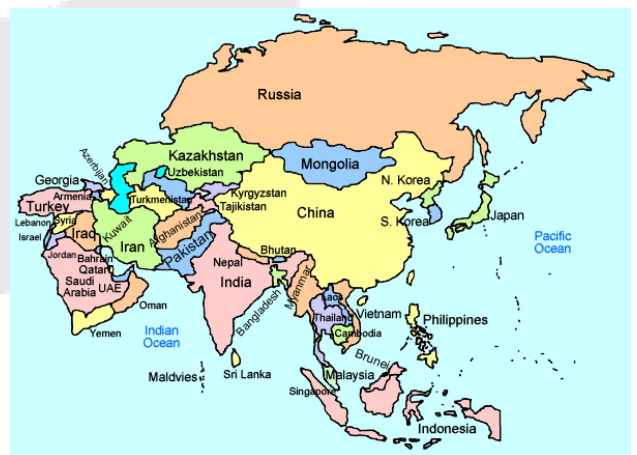 Russia
Kazakhstan
Mongolia
Azerbijan
Uzbekistan
Georgia
N. Korea
Armenia
Turkmenistan
Kyrgyzstan
Turkey
Tajikistan
China
Japan
Lebanon
Syria
Kuwait
Afghanistan
S. Korea
Israel
Iraq
Iran
Pacific
Ocean
Jordan
Bahrain
Pakistan
Bhutan
Nepal
Qatar
India
Myanmar
Saudi
Arabia
UAE
Bangladesh
Laos
Oman
Vietnam
Thailand
Philippines
Yemen
Indian
Ocean
Cambodia
Brunei
Maldvies
Sri Lanka
Malaysia
Singapore
Indonesia